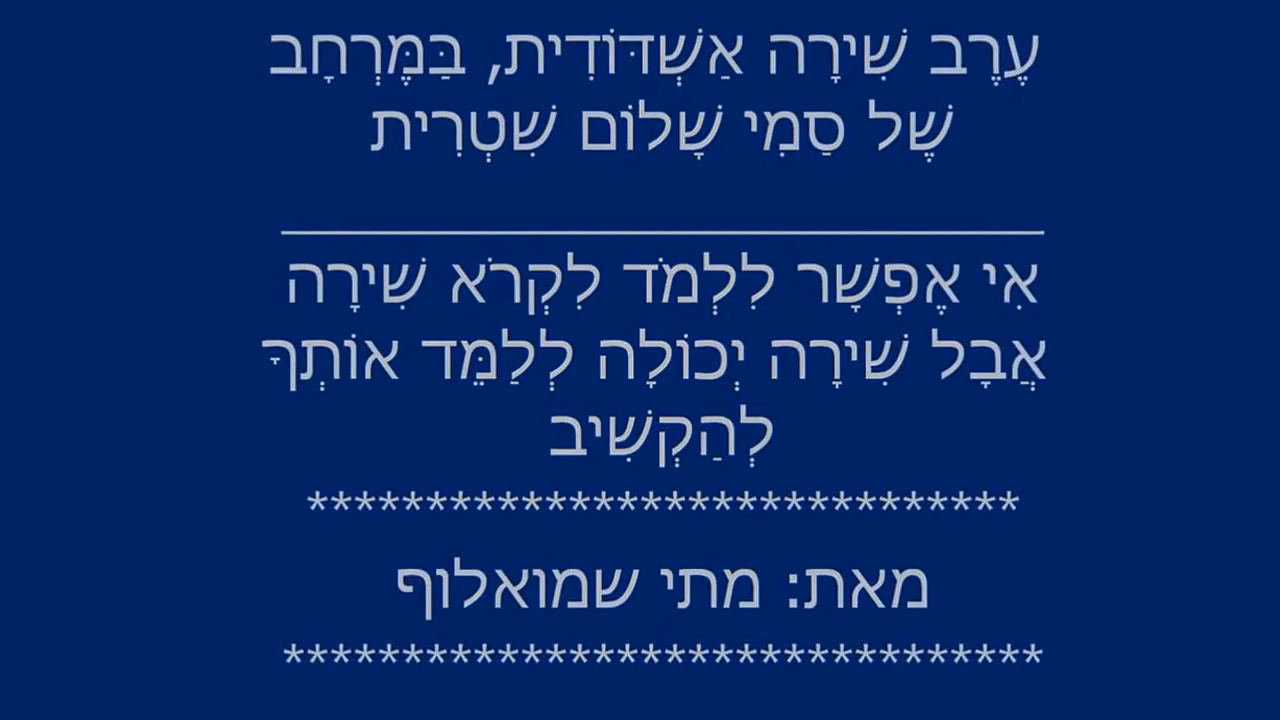 עֶרֶב שִׁירָה אַשְׁדּוֹדִית, בַּמֶּרְחָב
שֶׁל סַמִי שָׁלוֹם שִׁטְרִית
אִי אֶפְשָׁר לִלְמֹד לִקְרֹא שִׁירָה
אֲבָל שִׁירָה יְכוֹלָה לְלַמֵּד אוֹתְךָ
לְהַקְשִׁיב
******************************
מאת: מתי שמואלוף
********************************